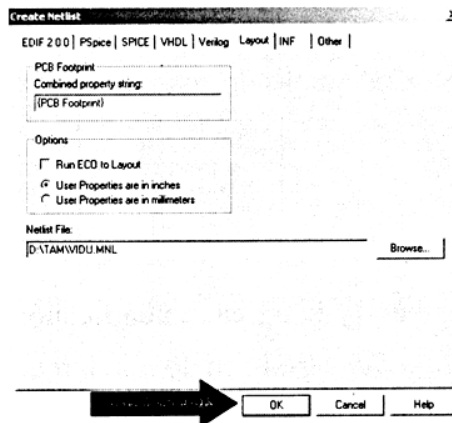 Create Netlist
EDIF 2 0 0 PSpice SPICE VHDL Verilog Layout INF Other
PCB Footprint
Combined property string:
{PCB Footprint}
Options
Run ECO to Layout
User Properties are in inches
User Properties are in millimeters
Netlist File:
D:\TAM\VIDU.MNL
Browse...
OK Cancel Help